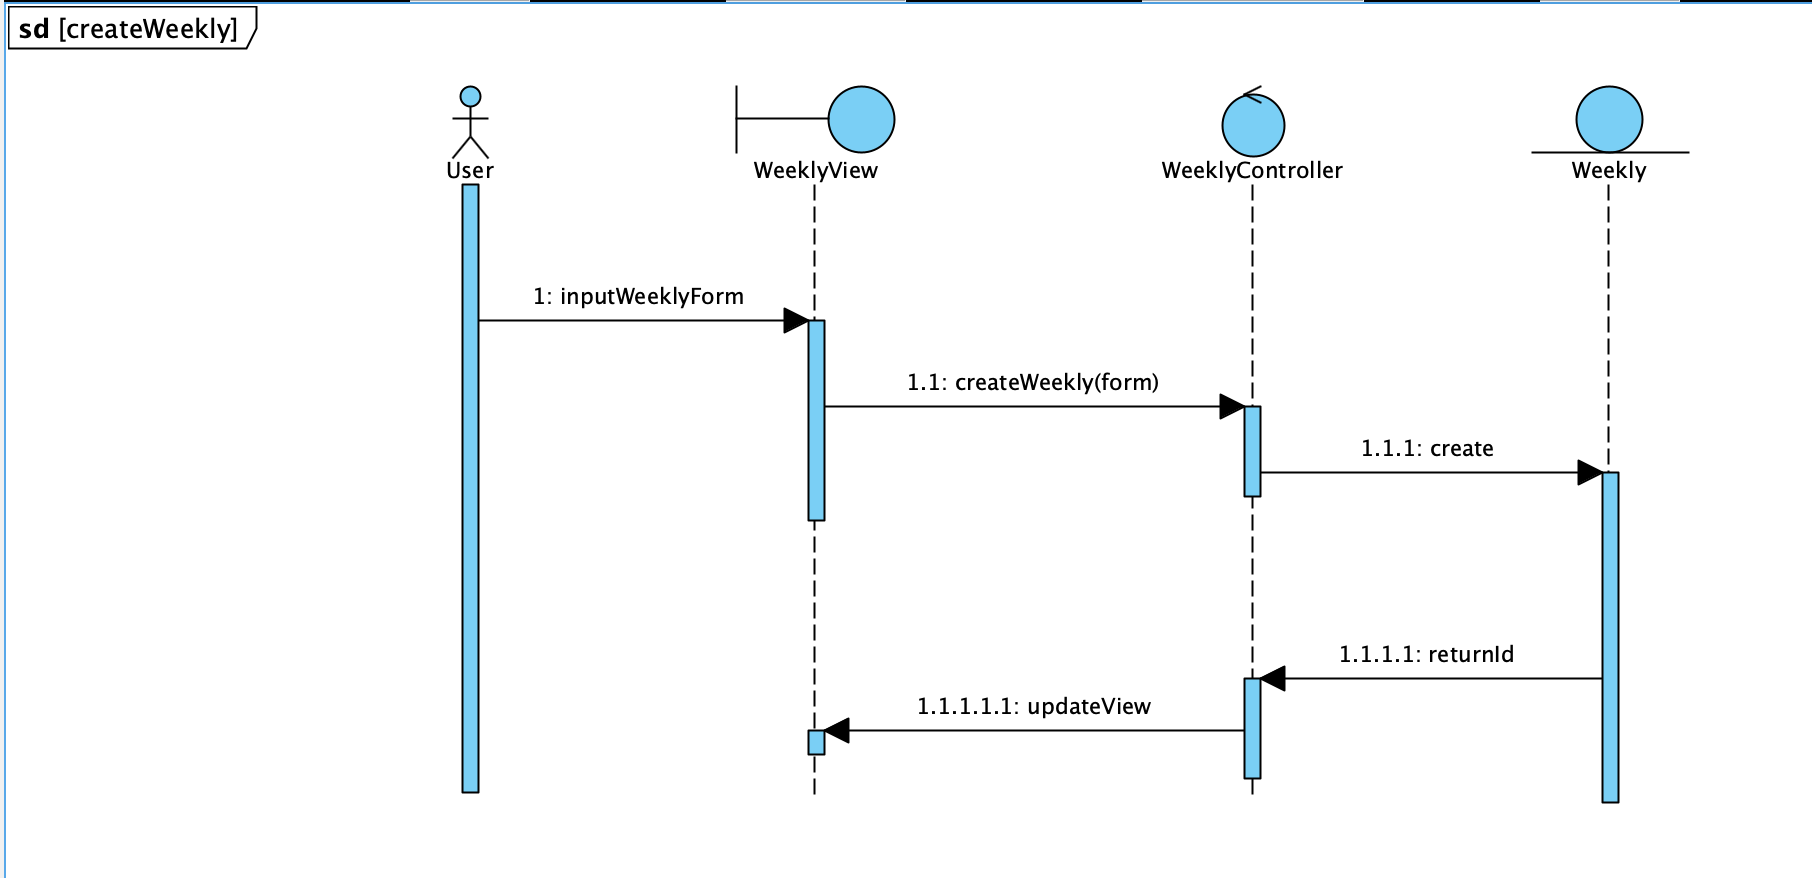 sd [createWeekly]
User
WeeklyView
WeeklyController
Weekly
1: inputWeeklyForm
1.1: createWeekly(form)
1.1.1: create
1.1.1.1: returnId
1.1.1.1.1: updateView